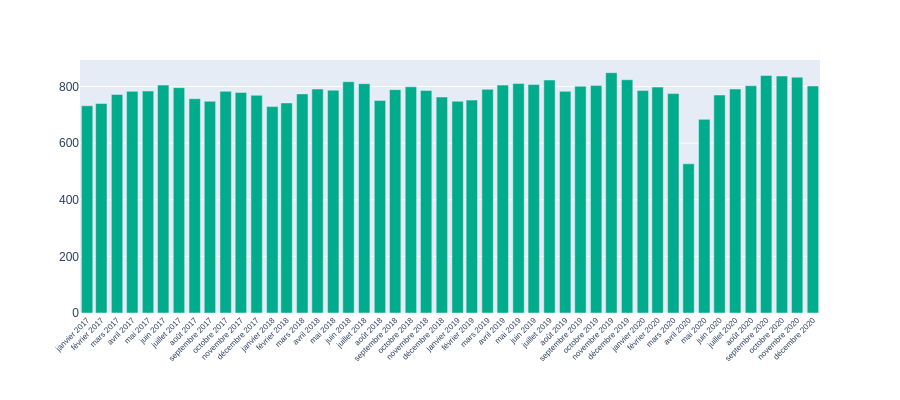 800
600
400
200
0
janvier 2017
février 2017
mars 2017
avril 2017
mai 2017
juin 2017
juillet 2017
août 2017
septembre 2017
octobre 2017
novembre 2017
décembre 2017
janvier 2018
février 2018
mars 2018
avril 2018
mai 2018
juin 2018
juillet 2018
août 2018
septembre 2018
octobre 2018
novembre 2018
décembre 2018
janvier 2019
février 2019
mars 2019
avril 2019
mai 2019
juin 2019
juillet 2019
août 2019
septembre 2019
octobre 2019
novembre 2019
décembre 2019
janvier 2020
février 2020
mars 2020
avril 2020
mai 2020
juin 2020
juillet 2020
août 2020
septembre 2020
octobre 2020
novembre 2020
décembre 2020